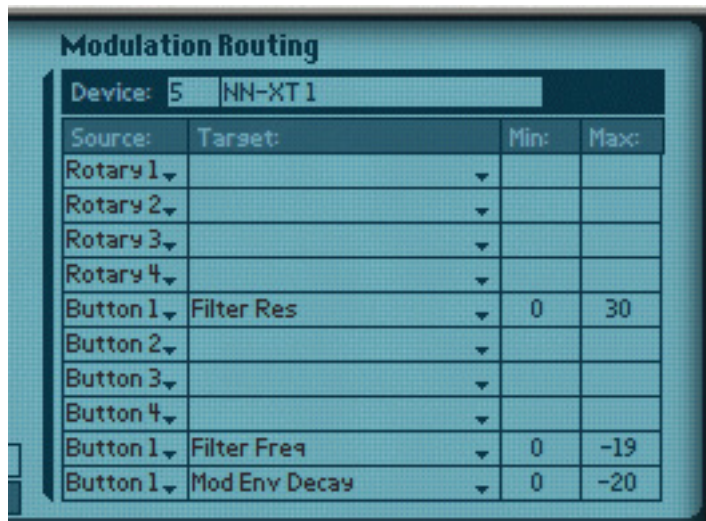 Modulation Routing
Device: 5 NN-XT 1
Source: Target: Min: Max:
Rotary 1
Rotary 2
Rotary 3
Rotary 4
Button 1 Filter Res 0 30
Button 2
Button 3
Button 4
Button 1 Filter Freq 0 -19
Button 1 Mod Env Decay 0 -20